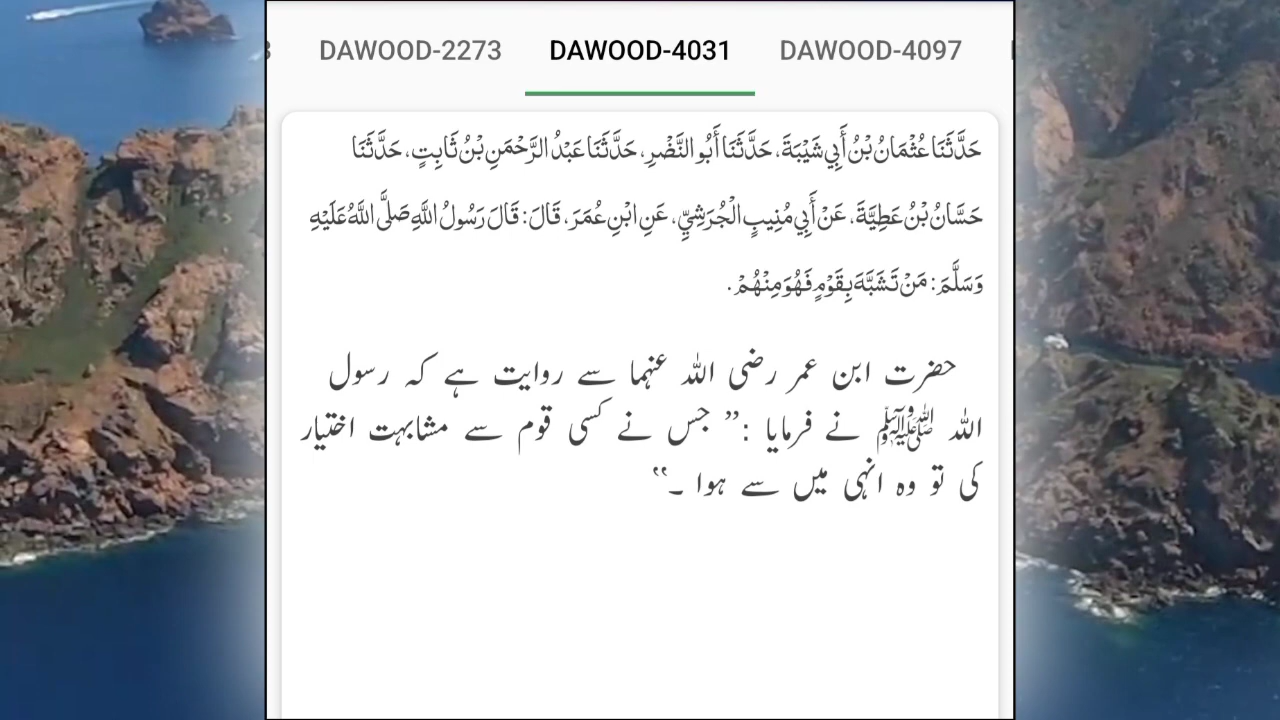 3 DAWOOD-2273 DAWOOD-4031 DAWOOD-4097
حَدَّثَنَا عُثْمَانُ بْنُ أَبِي شَيْبَةَ، حَدَّثَنَا أَبُو النَّضْرِ، حَدَّثَنَا عَبْدُ الرَّحْمَنِ بْنُ ثَابِتٍ، حَدَّثَنَا
حَسَّانُ بْنُ عَطِيَّةَ، عَنْ أَبِي مُنِيبٍ الْجُرَشِيِّ، عَنِ ابْنِ عُمَرَ، قَالَ: قَالَ رَسُولُ اللَّهِ صَلَّى اللَّهُ عَلَيْهِ
وَسَلَّمَ: مَنْ تَشَبَّهَ بِقَوْمٍ فَهُوَ مِنْهُمْ.
حضرت ابن عمر رضی اللہ عنہما سے روایت ہے کہ رسول
اللہ ﷺ نے فرمایا :’’ جس نے کسی قوم سے مشابہت اختیار
کی تو وہ انہی میں سے ہوا ۔‘‘